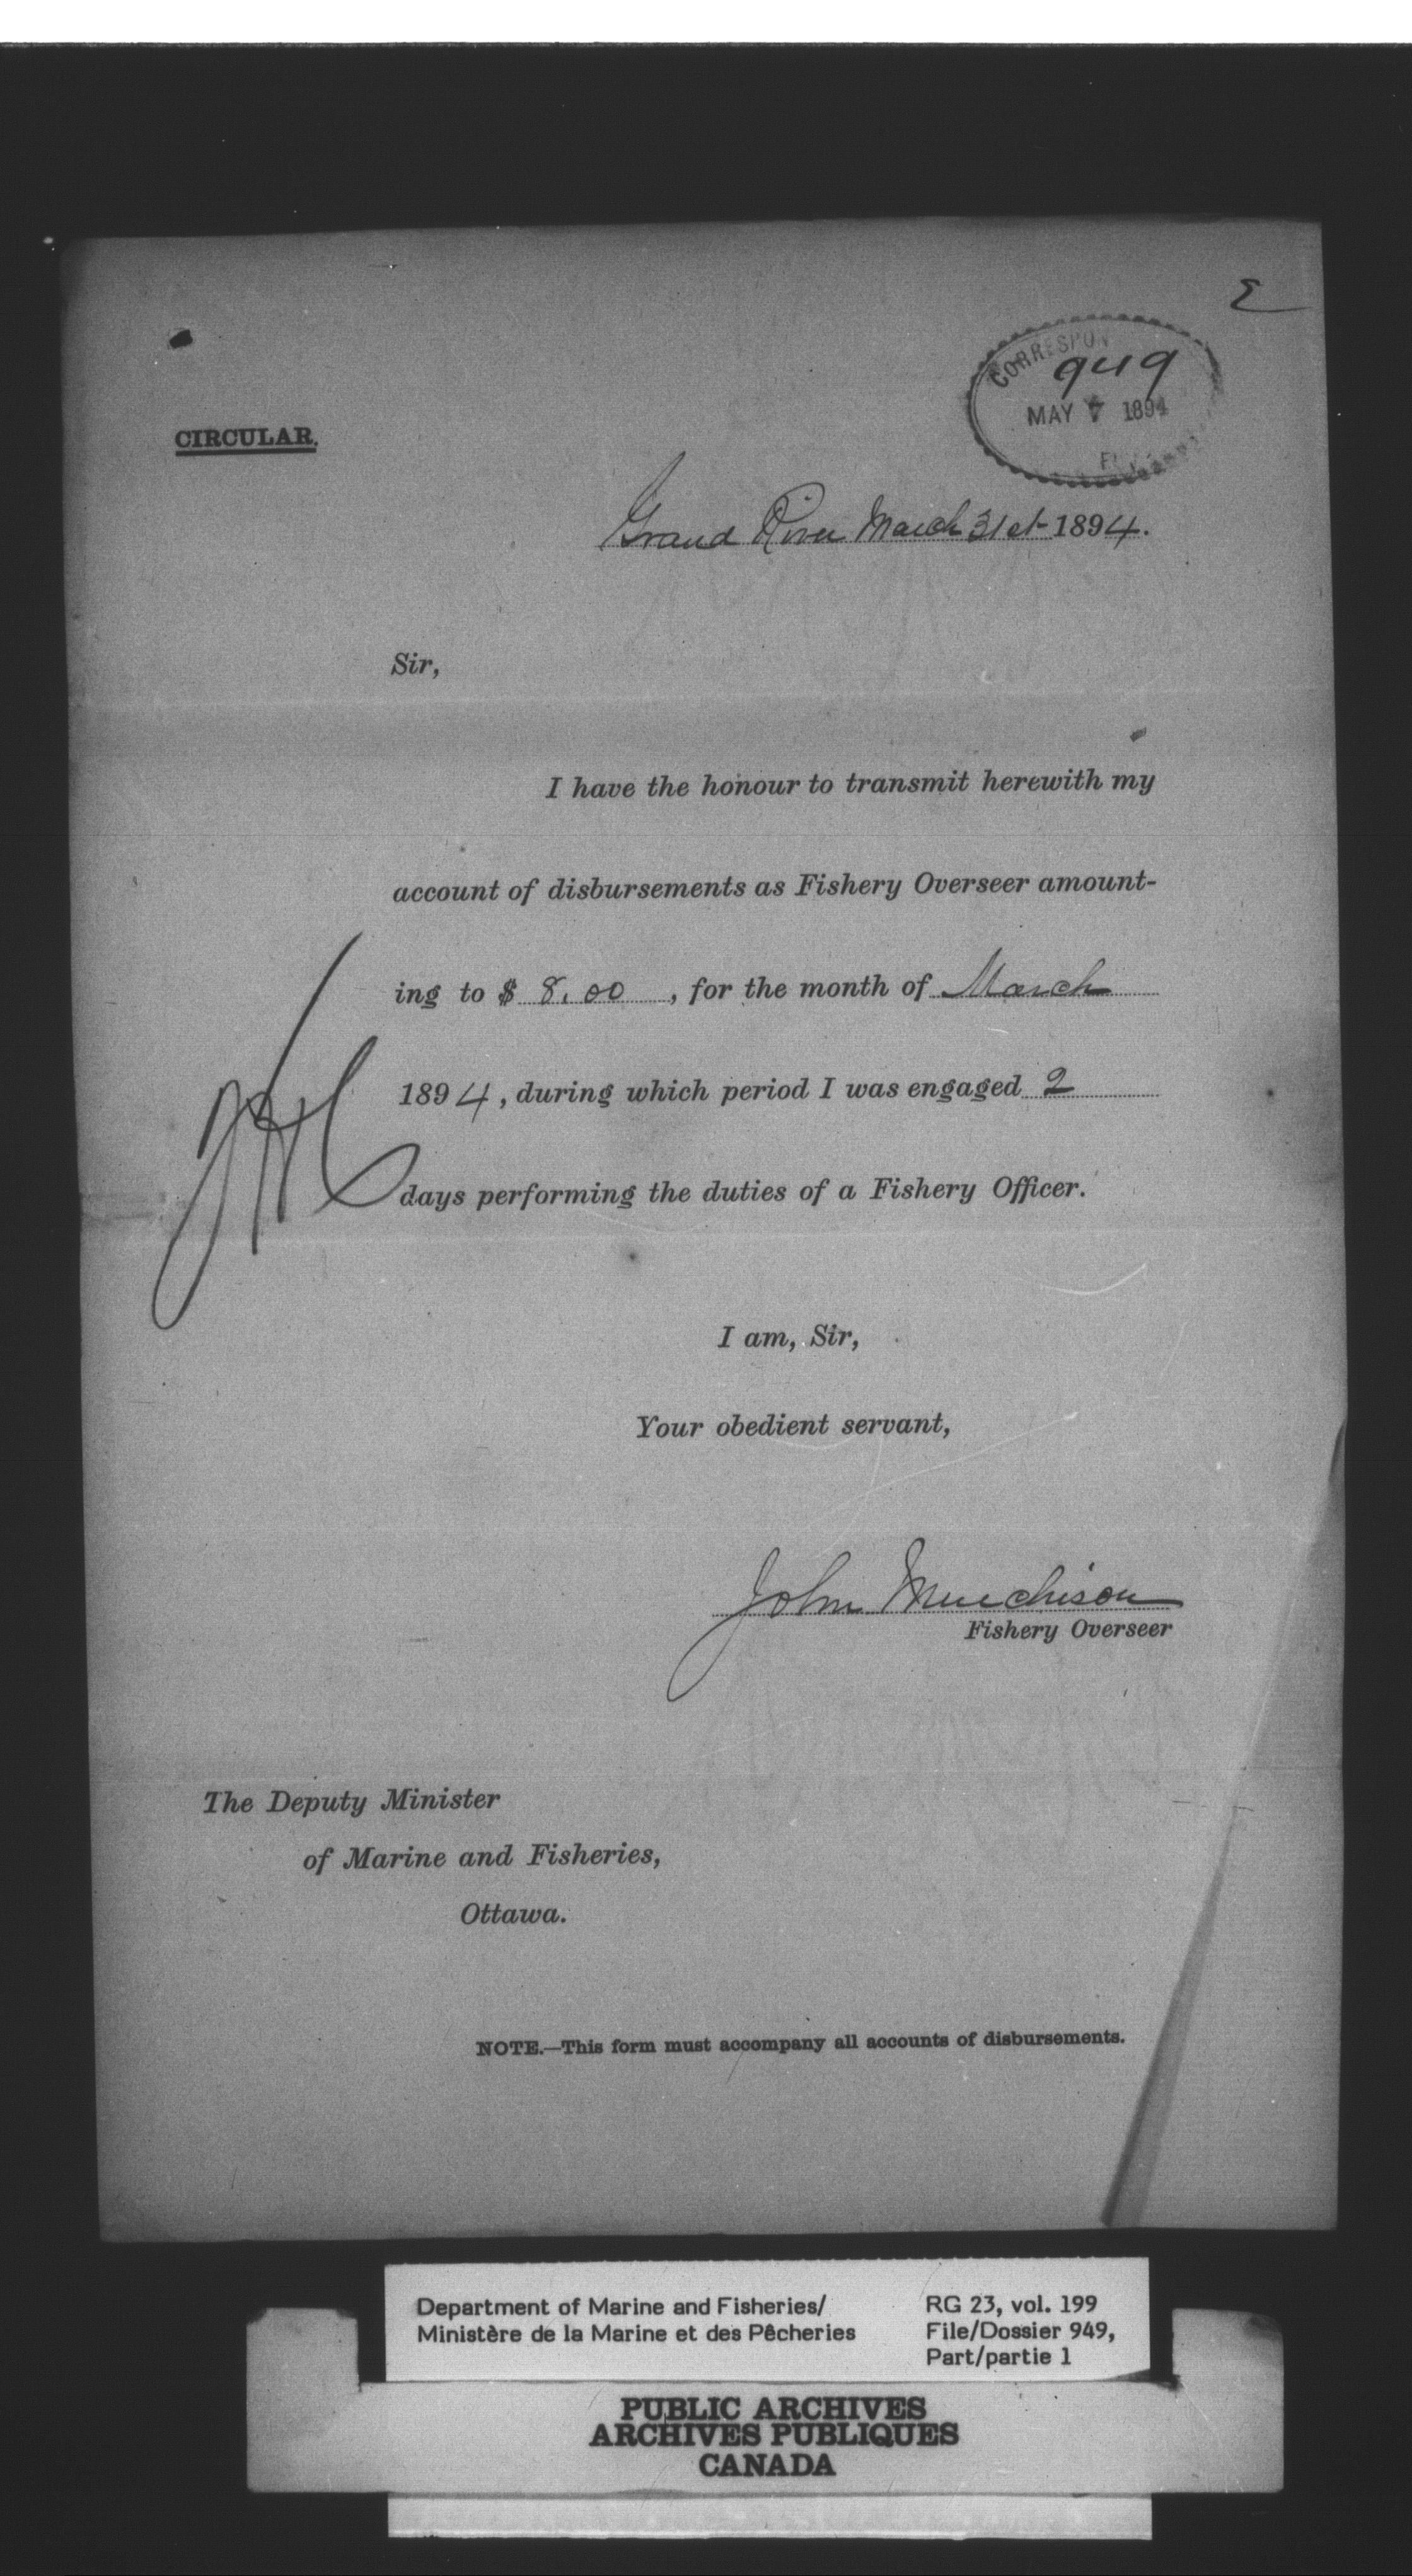 CORRESPON
949
MAY 7 1894
CIRCULAR.
Grand River March 31st 1894.
Sir,
I have the honour to transmit herewith my
account of disbursements as Fishery Overseer amount-
ing to $ 8.00, for the month of March
1894, during which period I was engaged 2
days performing the duties of a Fishery Officer.
I am, Sir,
Your obedient servant,
John Murchison
Fishery Overseer
The Deputy Minister
of Marine and Fisheries,
Ottawa.
NOTE.—This form must accompany all accounts of disbursements.
Department of Marine and Fisheries/
Ministère de la Marine et des Pêcheries
RG 23, vol. 199
File/Dossier 949,
Part/partie 1
PUBLIC ARCHIVES
ARCHIVES PUBLIQUES
CANADA